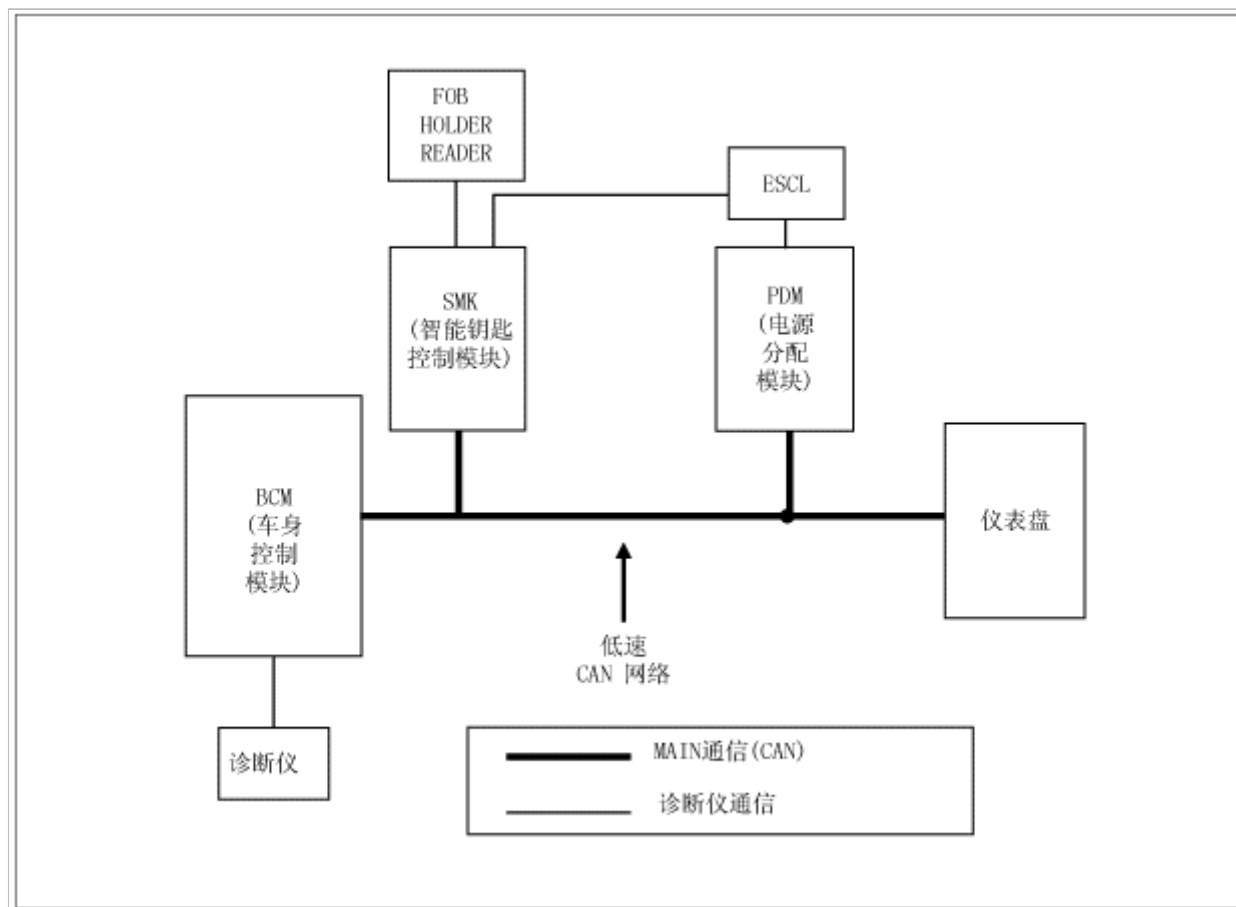 FOB
HOLDER
READER
ESCL
SMK
(智能钥匙
控制模块)
PDM
(电源
分配
模块)
BCM
(车身
控制
模块)
仪表盘
低速
CAN 网络
诊断仪
MAIN通信(CAN)
诊断仪通信